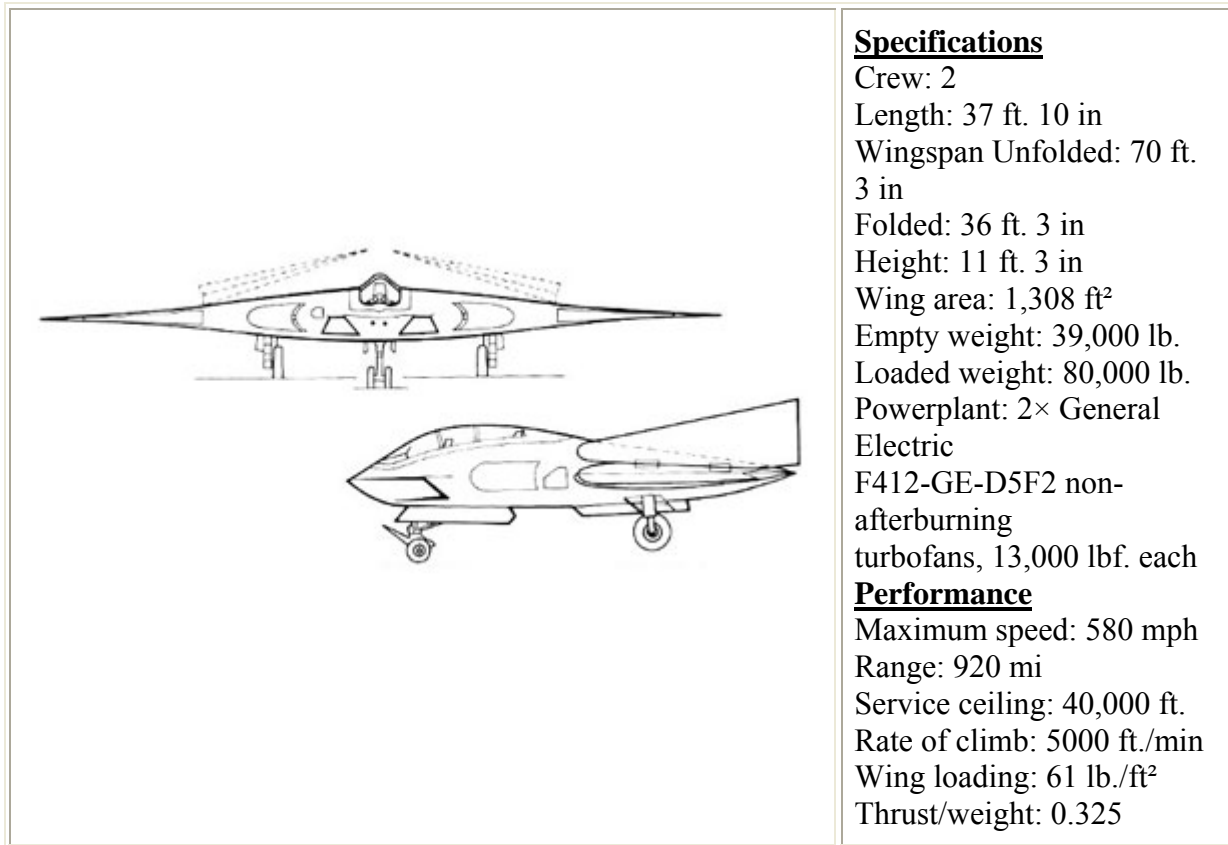 Specifications
Crew: 2
Length: 37 ft. 10 in
Wingspan Unfolded: 70 ft.
3 in
Folded: 36 ft. 3 in
Height: 11 ft. 3 in
Wing area: 1,308 ft²
Empty weight: 39,000 lb.
Loaded weight: 80,000 lb.
Powerplant: 2× General
Electric
F412-GE-D5F2 non-
afterburning
turbofans, 13,000 lbf. each
Performance
Maximum speed: 580 mph
Range: 920 mi
Service ceiling: 40,000 ft.
Rate of climb: 5000 ft./min
Wing loading: 61 lb./ft²
Thrust/weight: 0.325